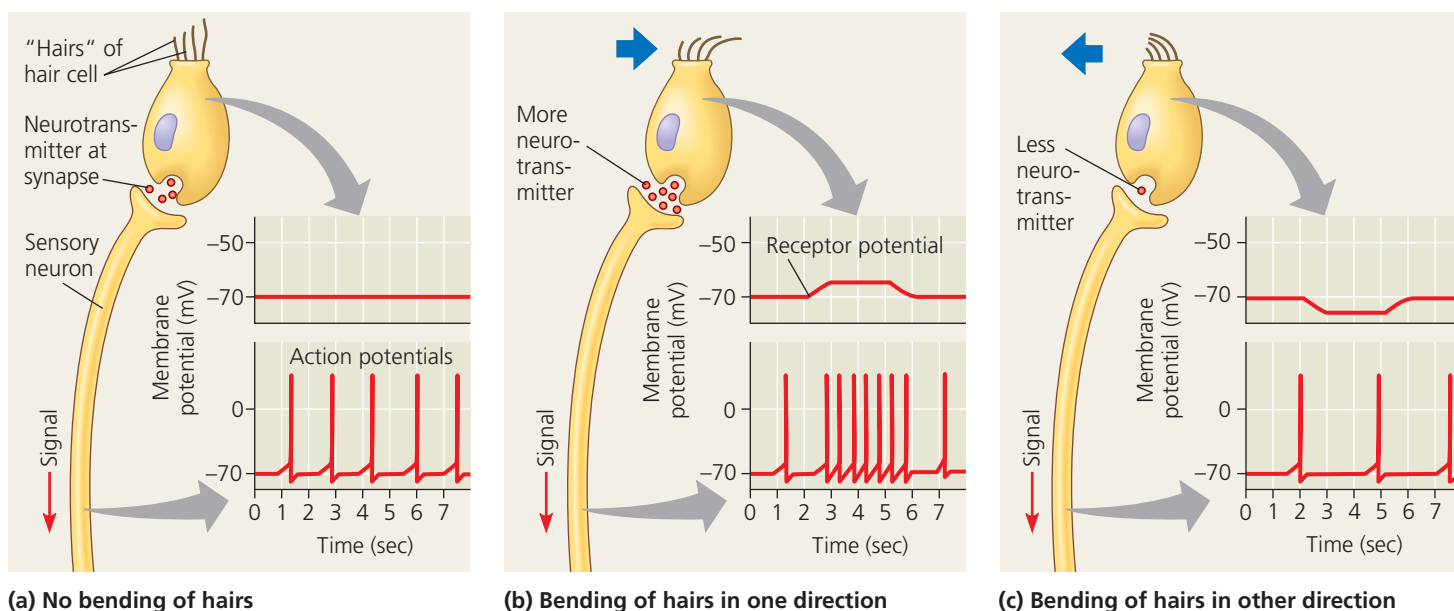 “Hairs“ of
hair cell
Neurotrans-
mitter at
synapse
Sensory
neuron
Signal
Membrane
potential (mV)
–50
–70
Action potentials
0
–70
0 1 2 3 4 5 6 7
Time (sec)
(a) No bending of hairs
More
neuro-
trans-
mitter
Signal
Membrane
potential (mV)
–50
Receptor potential
–70
0
–70
0 1 2 3 4 5 6 7
Time (sec)
(b) Bending of hairs in one direction
Less
neuro-
trans-
mitter
Signal
Membrane
potential (mV)
–50
–70
0
–70
0 1 2 3 4 5 6 7
Time (sec)
(c) Bending of hairs in other direction